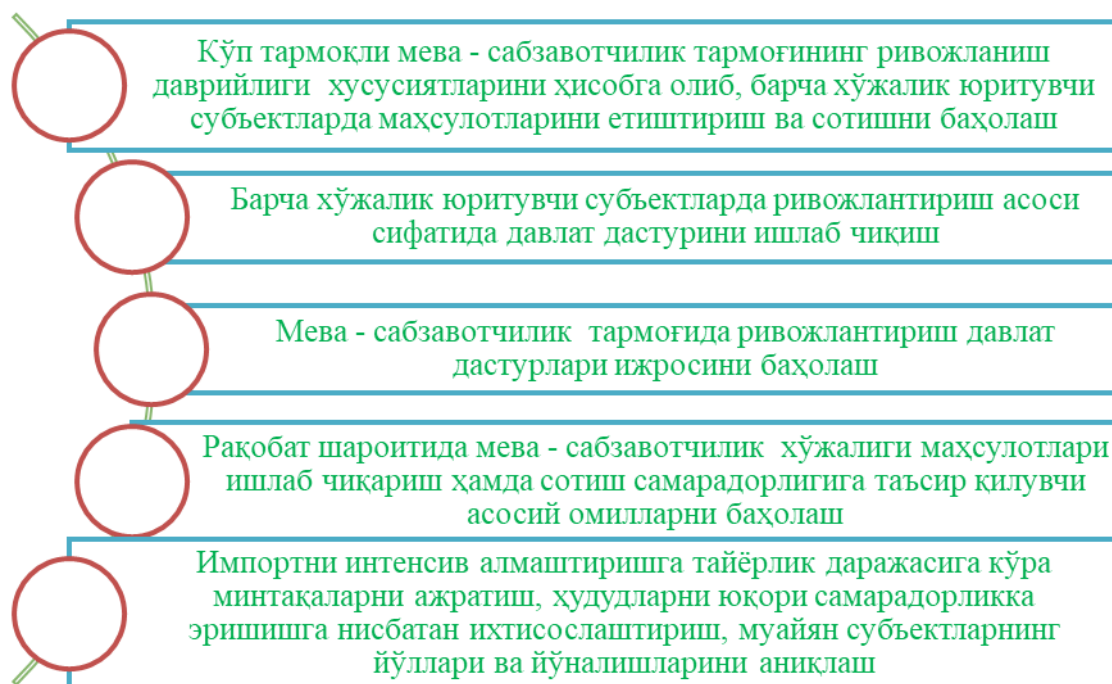 Кўп тармоқли мева - сабзавотчилик тармоғининг ривожланиш
даврийлиги хусусиятларини ҳисобга олиб, барча хўжалик юритувчи
субъектларда маҳсулотларини етиштириш ва сотишни баҳолаш
Барча хўжалик юритувчи субъектларда ривожлантириш асоси
сифатида давлат дастурини ишлаб чиқиш
Мева - сабзавотчилик тармоғида ривожлантириш давлат
дастурлари ижросини баҳолаш
Рақобат шароитида мева - сабзавотчилик хўжалиги маҳсулотлари
ишлаб чиқариш ҳамда сотиш самарадорлигига таъсир қилувчи
асосий омилларни баҳолаш
Импортни интенсив алмаштиришга тайёрлик даражасига кўра
минтақаларни ажратиш, ҳудудларни юқори самарадорликка
эришишга нисбатан ихтисослаштириш, муайян субъектларнинг
йўллари ва йўналишларини аниқлаш